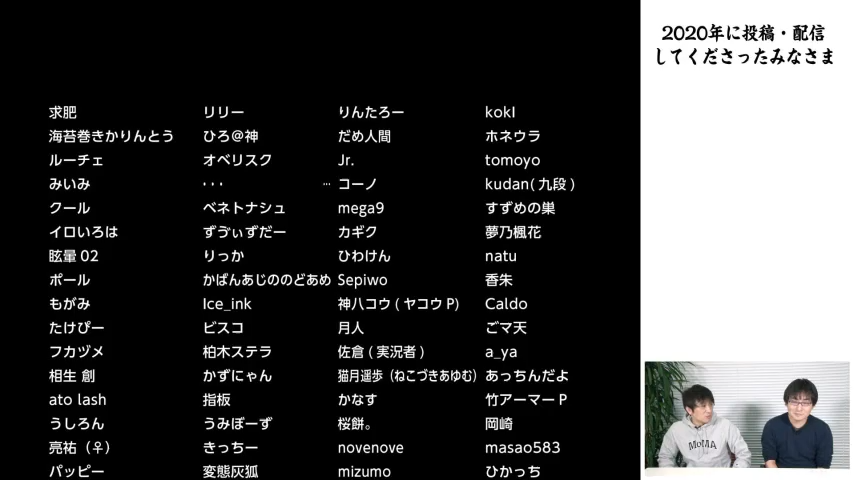 2020年に投稿・配信
してくださったみなさま
求肥 リリー りんたろー kokI
海苔巻きかりんとう ひろ＠神 だめ人間 ホネウラ
ルーチェ オベリスク Jr. tomoyo
みいみ ・・・ … コーノ kudan(九段)
クール ベネトナシュ mega9 すずめの巣
イロいろは ずゔぃずだー カギク 夢乃楓花
眩暈02 りっか ひわけん natu
ポール かばんあじののどあめ Sepiwo 香朱
もがみ Ice_ink 神八コウ(ヤコウP) Caldo
たけぴー ビスコ 月人 ごマ天
フカヅメ 柏木ステラ 佐倉(実況者) a_ya
相生 創 かずにゃん 猫月遥歩（ねこづきあゆむ） あっちんだよ
ato lash 指板 かなす 竹アーマーP
うしろん うみぼーず 桜餅。 岡崎
亮祐（♀） きっちー novenove masao583
パッピー 変態灰狐 mizumo ひかっち
MoMA